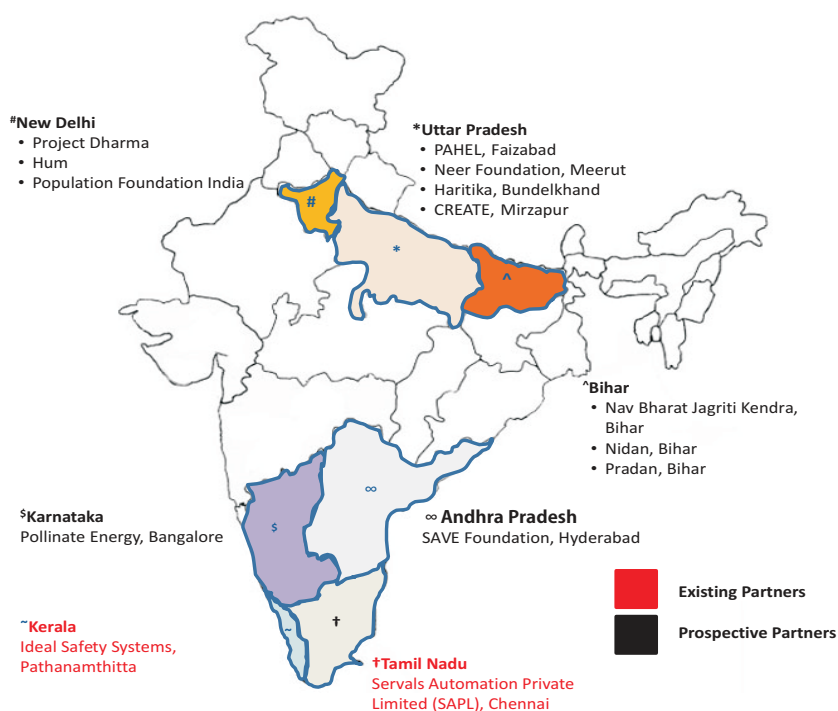 #New Delhi
• Project Dharma
• Hum
• Population Foundation India
*Uttar Pradesh
• PAHEL, Faizabad
• Neer Foundation, Meerut
• Haritika, Bundelkhand
• CREATE, Mirzapur
#
*
^
^Bihar
• Nav Bharat Jagriti Kendra,
Bihar
• Nidan, Bihar
• Pradan, Bihar
∞
$
$Karnataka
Pollinate Energy, Bangalore
∞ Andhra Pradesh
SAVE Foundation, Hyderabad
Existing Partners
Prospective Partners
~Kerala
Ideal Safety Systems,
Pathanamthitta
~
†
†Tamil Nadu
Servals Automation Private
Limited (SAPL), Chennai